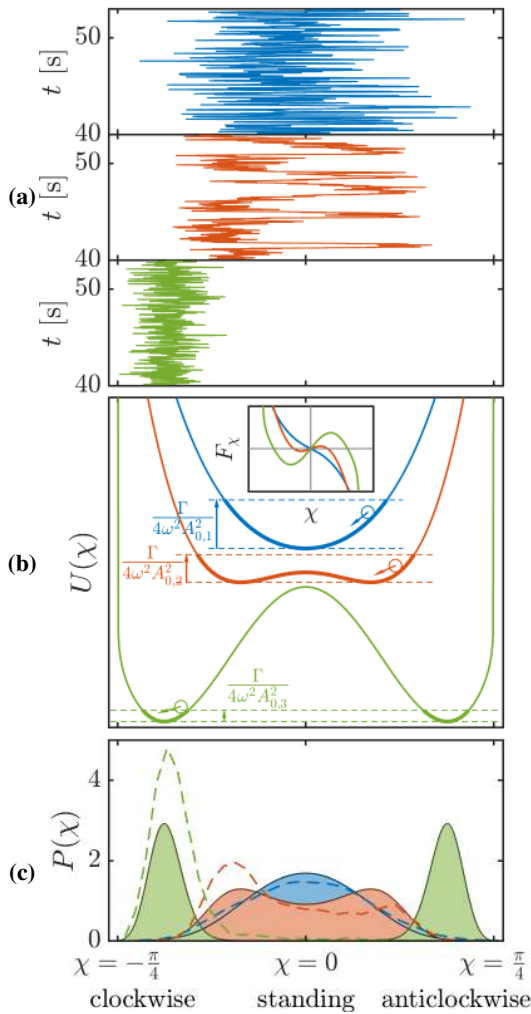 50
t [s]
40
(a)
50
t [s]
40
50
t [s]
40
(b)
U(χ)
F_χ
χ
Γ
4ω²A²_{0,1}
Γ
4ω²A²_{0,2}
Γ
4ω²A²_{0,3}
(c)
P(χ)
4
2
0
χ = −π/4 χ = 0 χ = π/4
clockwise standing anticlockwise